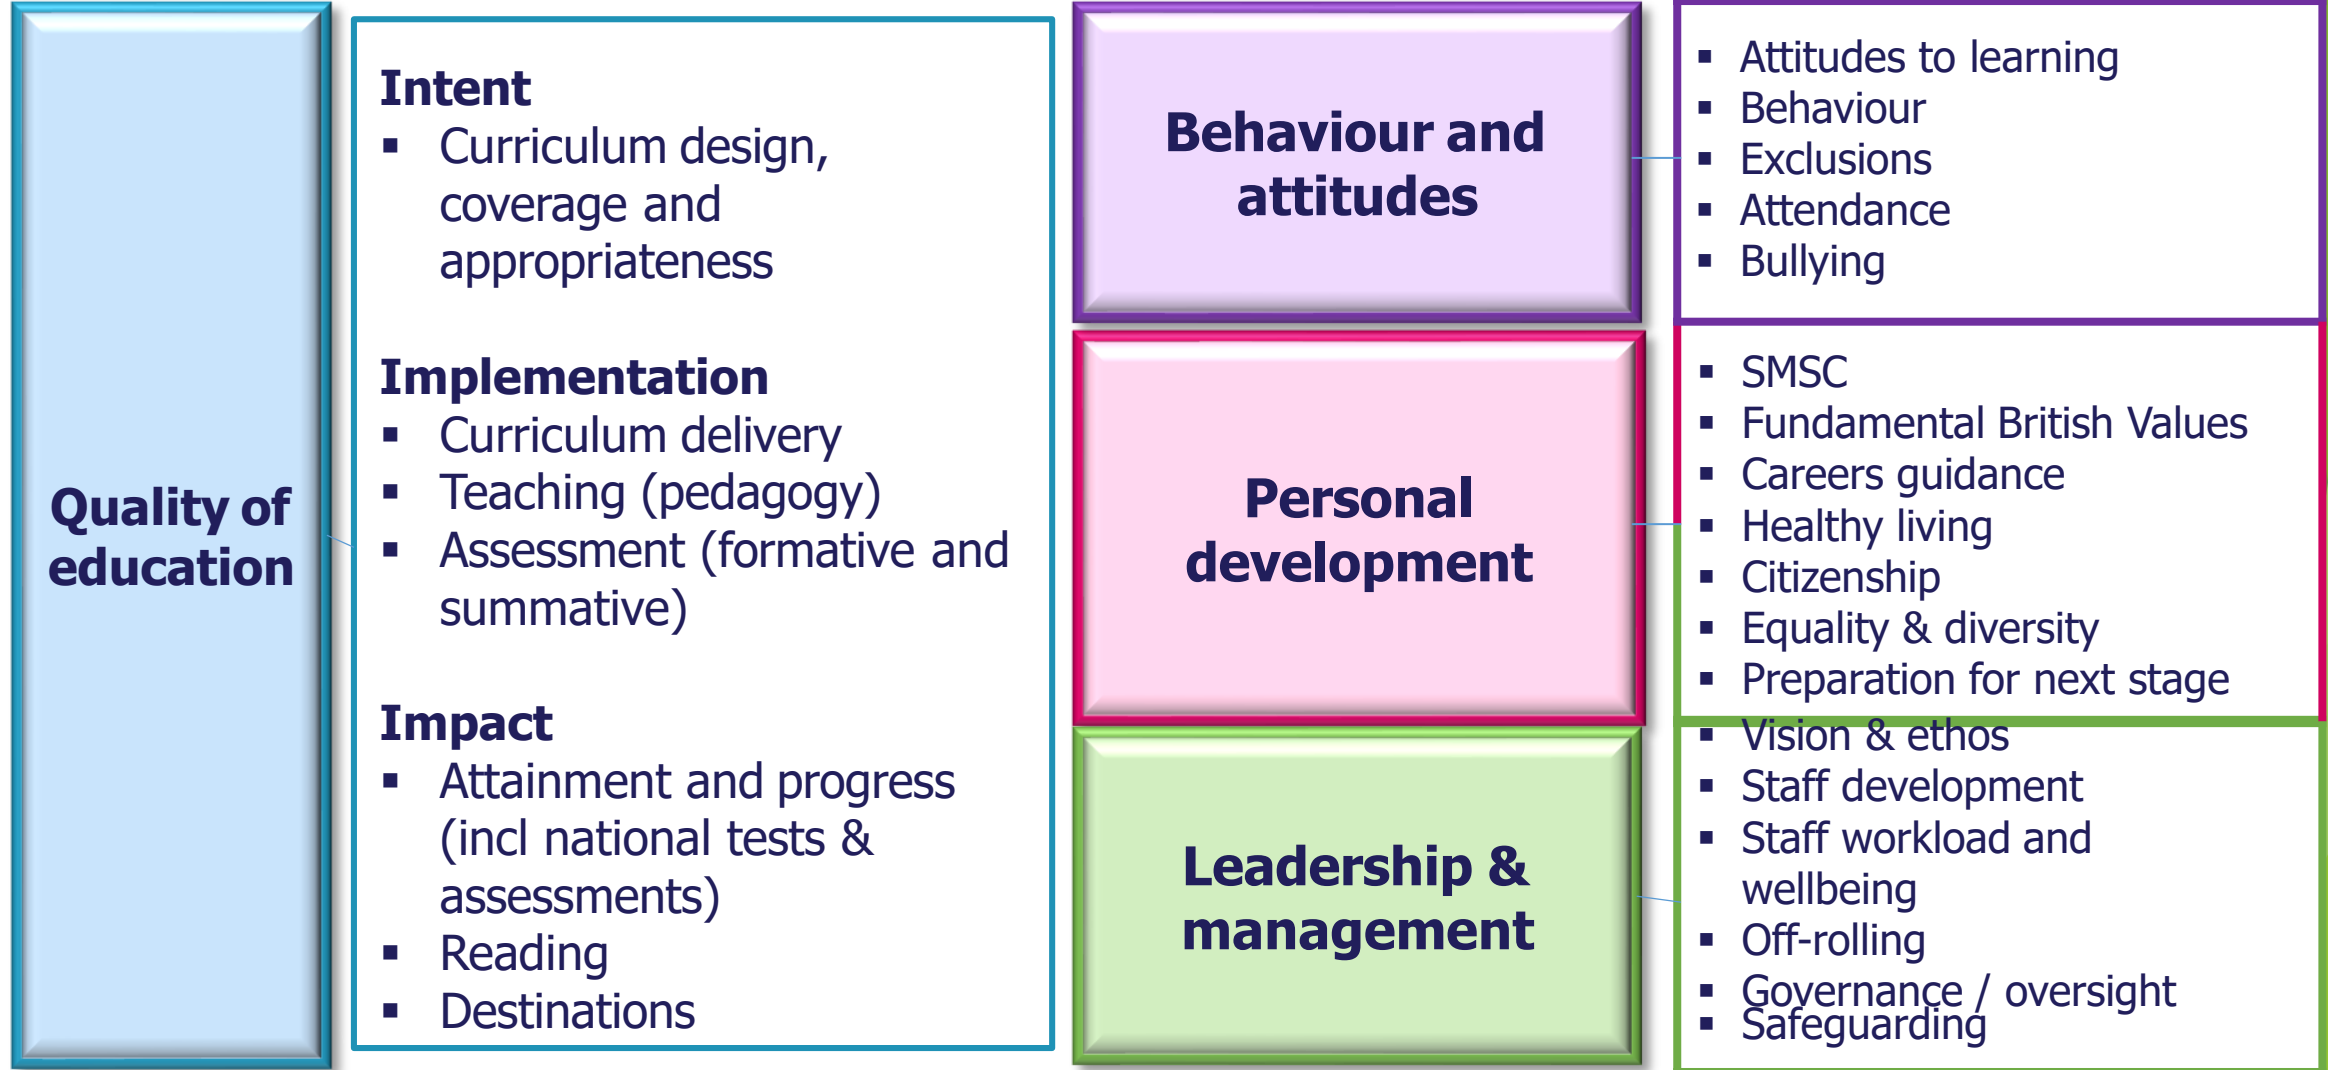 Quality of
education
Intent
▪ Curriculum design,
coverage and
appropriateness
Implementation
▪ Curriculum delivery
▪ Teaching (pedagogy)
▪ Assessment (formative and
summative)
Impact
▪ Attainment and progress
(incl national tests &
assessments)
▪ Reading
▪ Destinations
Behaviour and
attitudes
▪ Attitudes to learning
▪ Behaviour
▪ Exclusions
▪ Attendance
▪ Bullying
Personal
development
▪ SMSC
▪ Fundamental British Values
▪ Careers guidance
▪ Healthy living
▪ Citizenship
▪ Equality & diversity
▪ Preparation for next stage
Leadership &
management
▪ Vision & ethos
▪ Staff development
▪ Staff workload and
wellbeing
▪ Off-rolling
▪ Governance / oversight
▪ Safeguarding